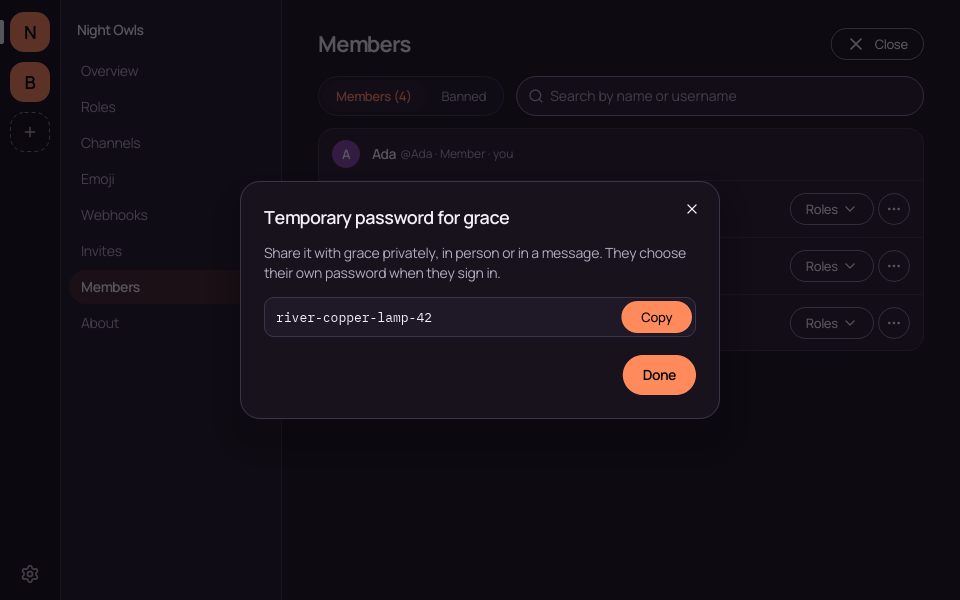 N
B
Night Owls
Overview
Roles
Channels
Emoji
Webhooks
Invites
Members
About
Members
Close
Members (4)
Banned
Search by name or username
A
Ada @Ada · Member · you
Roles
Roles
Roles
Temporary password for grace
Share it with grace privately, in person or in a message. They choose
their own password when they sign in.
river-copper-lamp-42
Copy
Done